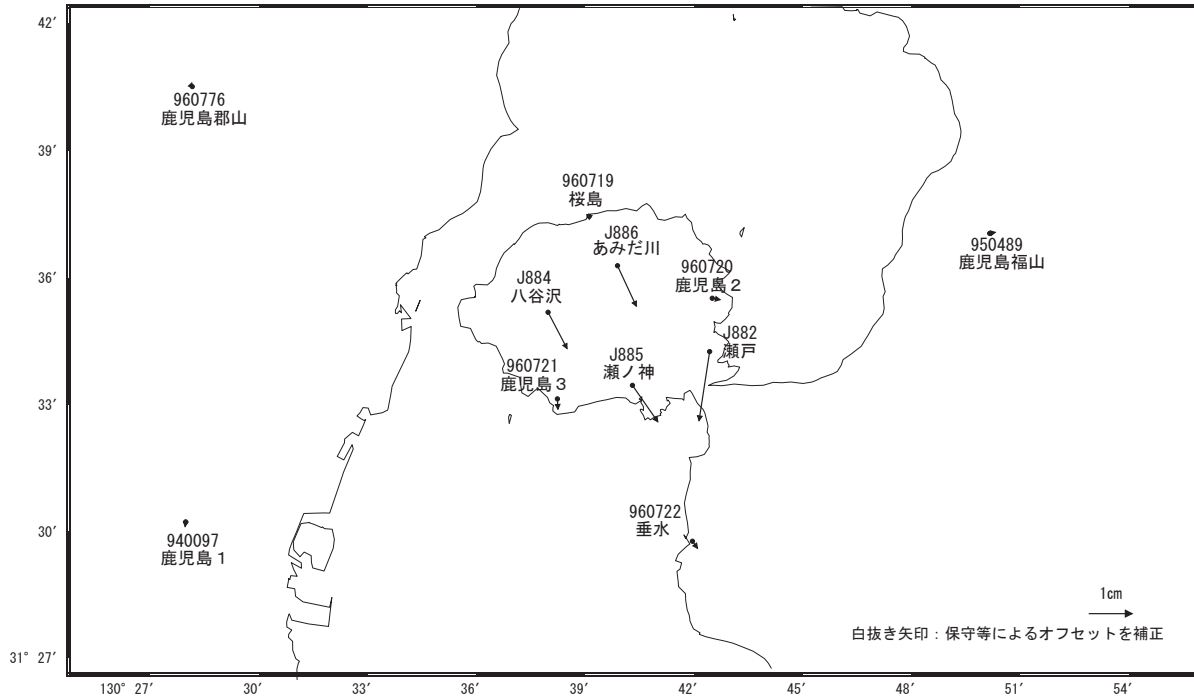 42′
960776
鹿児島郡山
39′
960719
桜島
J886
あみだ川
950489
鹿児島福山
36′
960720
鹿児島２
J884
八谷沢
J882
瀬戸
J885
瀬ノ神
960721
鹿児島３
33′
960722
垂水
30′
940097
鹿児島１
1cm
白抜き矢印：保守等によるオフセットを補正
31° 27′
130° 27′ 30′ 33′ 36′ 39′ 42′ 45′ 48′ 51′ 54′